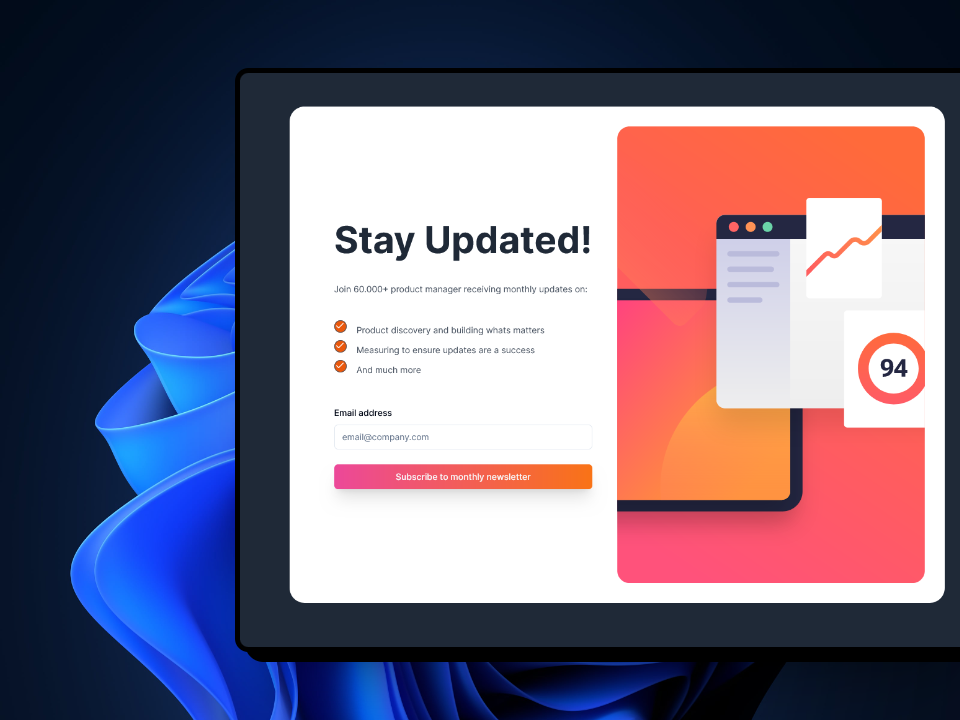 Stay Updated!
Join 60.000+ product manager receiving monthly updates on:
Product discovery and building whats matters
Measuring to ensure updates are a success
And much more
Email address
email@company.com
Subscribe to monthly newsletter
94